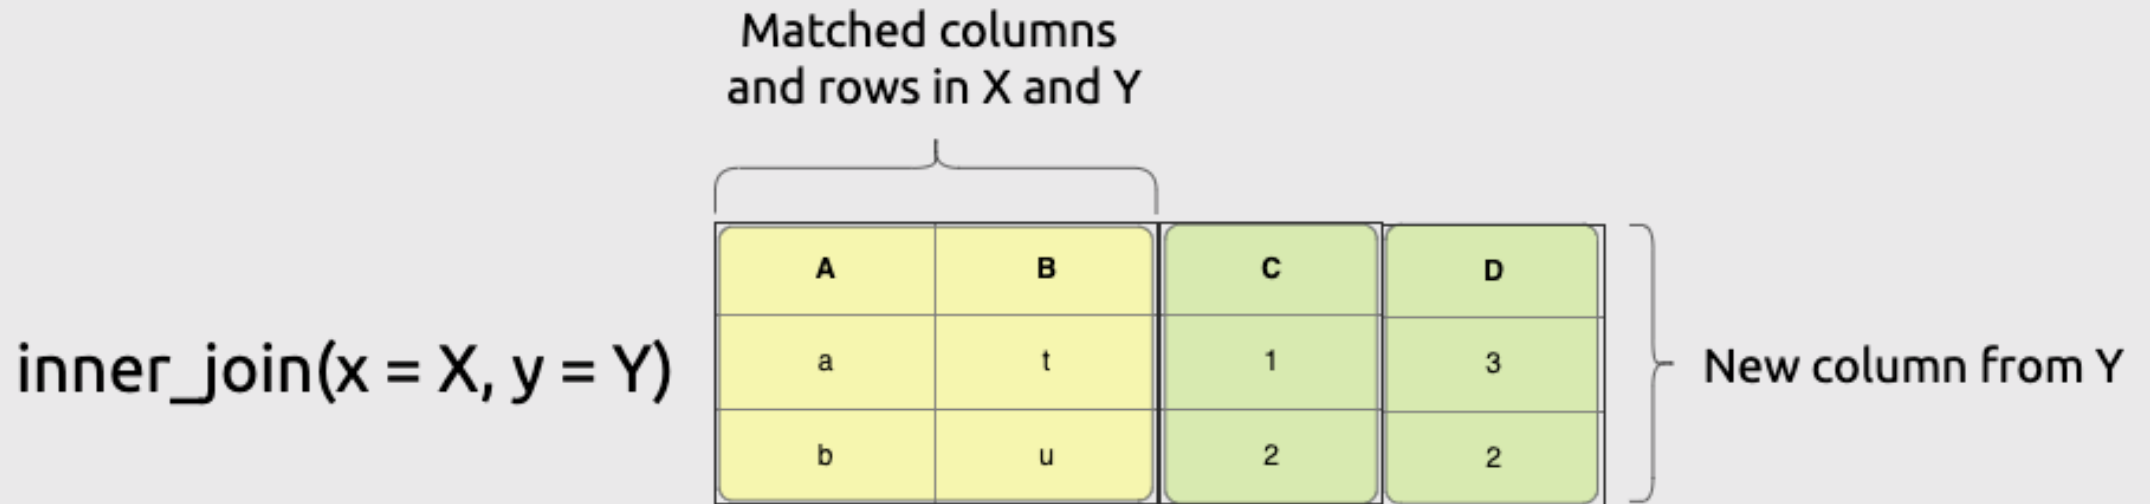 Matched columns
and rows in X and Y
A B C D
inner_join(x = X, y = Y) a t 1 3 New column from Y
b u 2 2